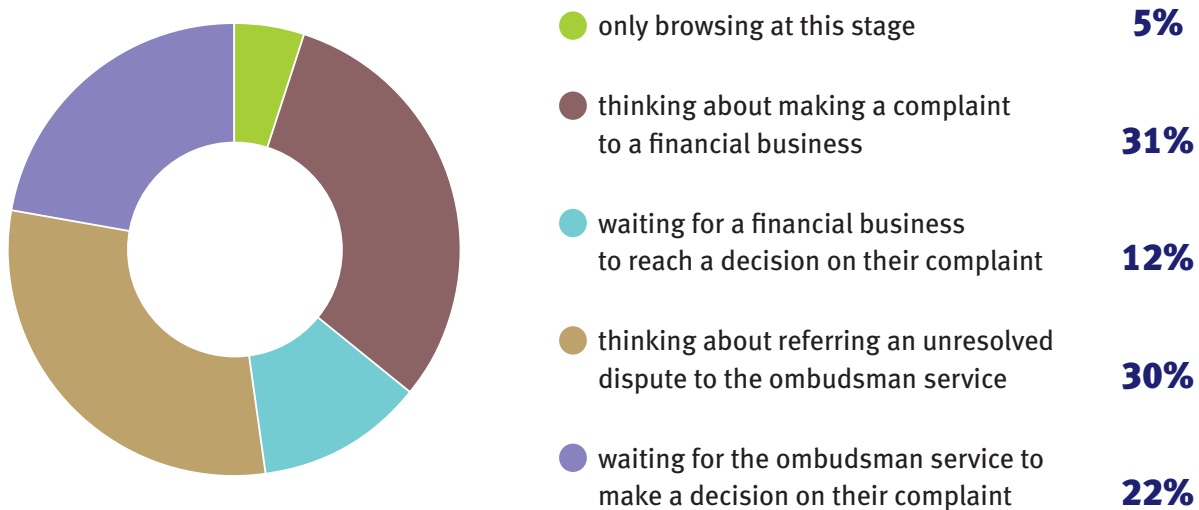 only browsing at this stage 5%
thinking about making a complaint
to a financial business 31%
waiting for a financial business
to reach a decision on their complaint 12%
thinking about referring an unresolved
dispute to the ombudsman service 30%
waiting for the ombudsman service to
make a decision on their complaint 22%